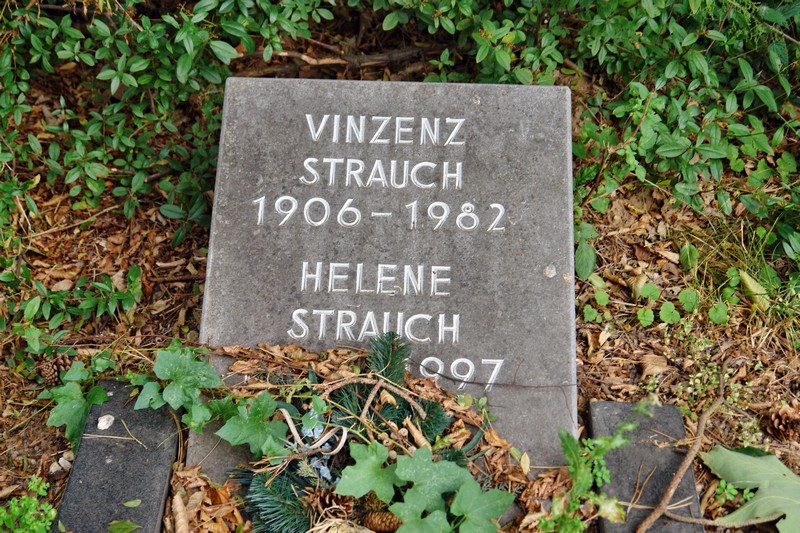 VINZENZ
STRAUCH
1906–1982
HELENE
STRAUCH
997